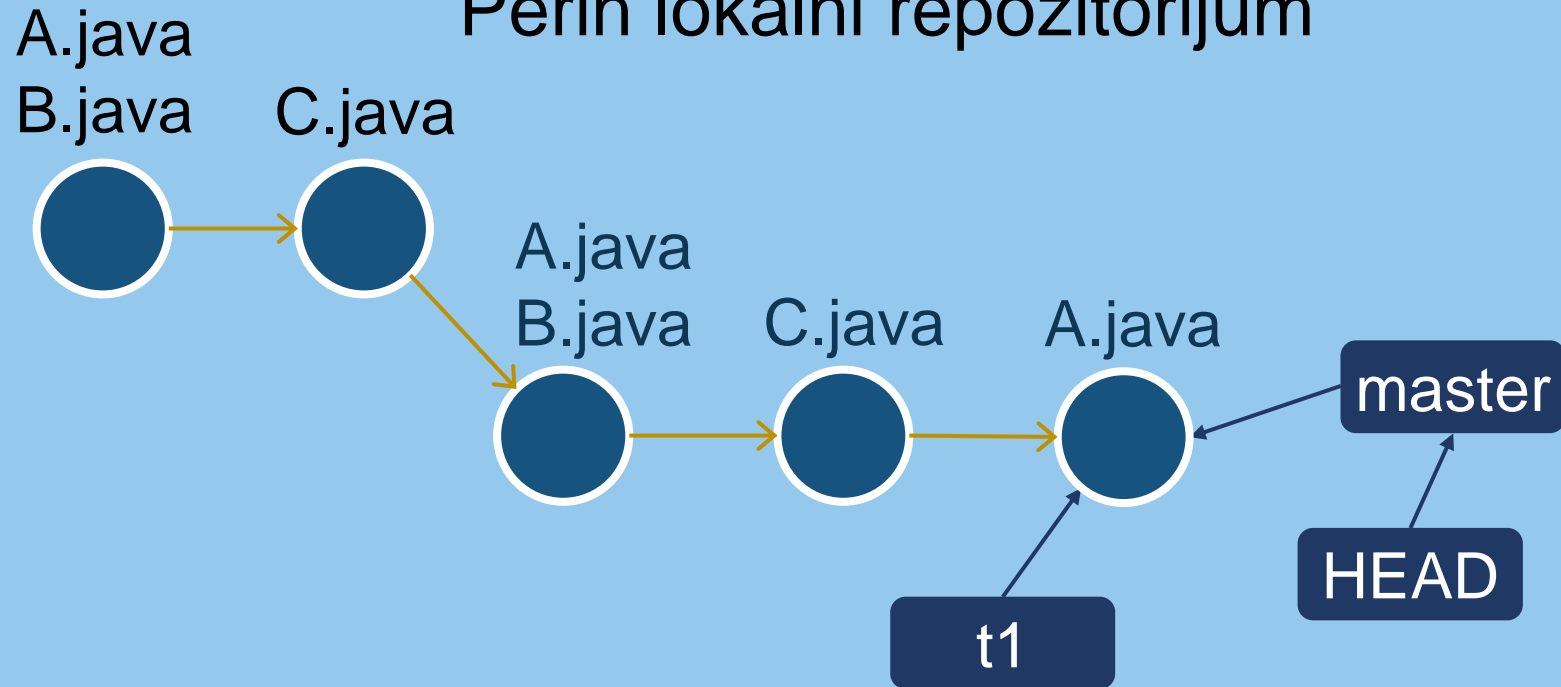 Perin lokalni repozitorijum
A.java
B.java
C.java
A.java
B.java
C.java
A.java
master
HEAD
t1